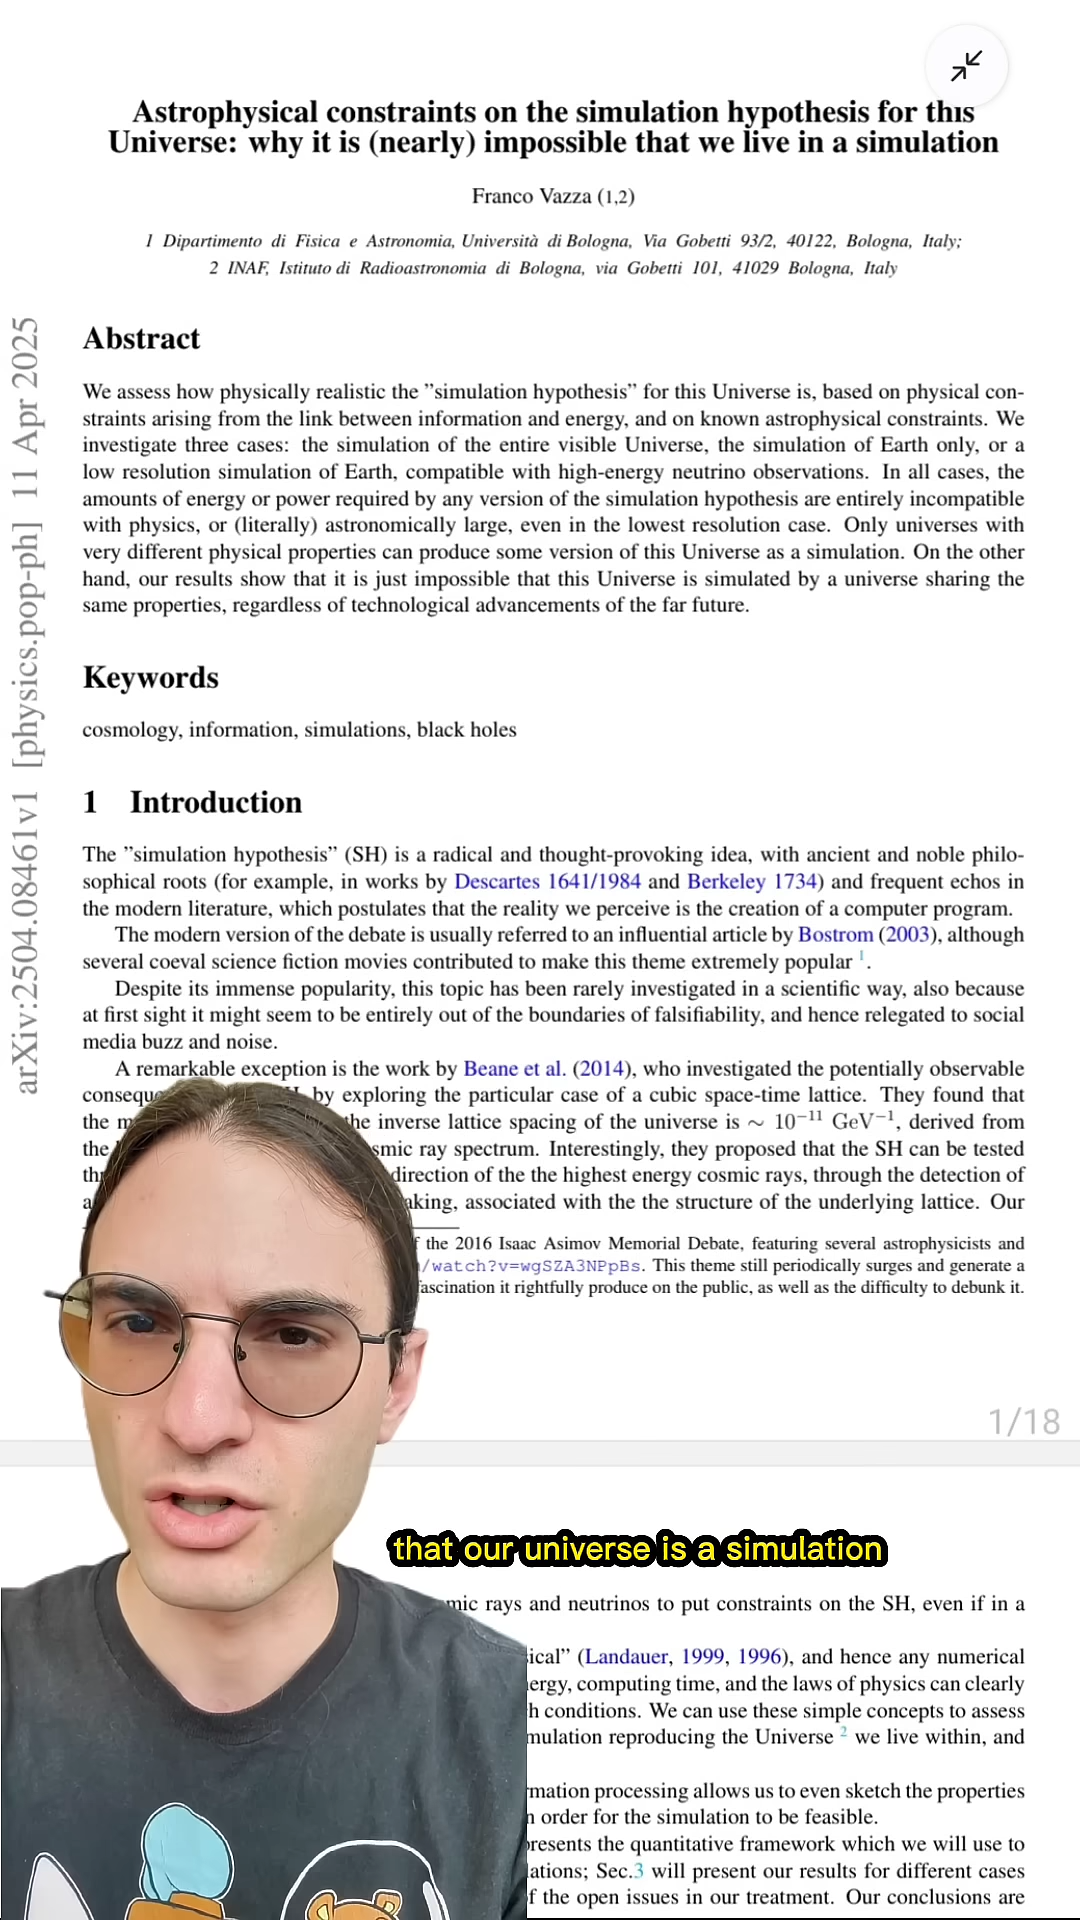 Astrophysical constraints on the simulation hypothesis for this
Universe: why it is (nearly) impossible that we live in a simulation
Franco Vazza (1,2)
1 Dipartimento di Fisica e Astronomia, Università di Bologna, Via Gobetti 93/2, 40122, Bologna, Italy;
2 INAF, Istituto di Radioastronomia di Bologna, via Gobetti 101, 41029 Bologna, Italy
arXiv:2504.08461v1 [physics.pop-ph] 11 Apr 2025
Abstract
We assess how physically realistic the ”simulation hypothesis” for this Universe is, based on physical con-
straints arising from the link between information and energy, and on known astrophysical constraints. We
investigate three cases: the simulation of the entire visible Universe, the simulation of Earth only, or a
low resolution simulation of Earth, compatible with high-energy neutrino observations. In all cases, the
amounts of energy or power required by any version of the simulation hypothesis are entirely incompatible
with physics, or (literally) astronomically large, even in the lowest resolution case. Only universes with
very different physical properties can produce some version of this Universe as a simulation. On the other
hand, our results show that it is just impossible that this Universe is simulated by a universe sharing the
same properties, regardless of technological advancements of the far future.
Keywords
cosmology, information, simulations, black holes
1 Introduction
The ”simulation hypothesis” (SH) is a radical and thought-provoking idea, with ancient and noble philo-
sophical roots (for example, in works by Descartes 1641/1984 and Berkeley 1734) and frequent echos in
the modern literature, which postulates that the reality we perceive is the creation of a computer program.
The modern version of the debate is usually referred to an influential article by Bostrom (2003), although
several coeval science fiction movies contributed to make this theme extremely popular ¹.
Despite its immense popularity, this topic has been rarely investigated in a scientific way, also because
at first sight it might seem to be entirely out of the boundaries of falsifiability, and hence relegated to social
media buzz and noise.
A remarkable exception is the work by Beane et al. (2014), who investigated the potentially observable
by exploring the particular case of a cubic space-time lattice. They found that
the inverse lattice spacing of the universe is ∼ 10⁻¹¹ GeV⁻¹, derived from
the smic ray spectrum. Interestingly, they proposed that the SH can be tested
direction of the the highest energy cosmic rays, through the detection of
aking, associated with the the structure of the underlying lattice. Our
the 2016 Isaac Asimov Memorial Debate, featuring several astrophysicists and
/watch?v=wgSZA3NPpBs. This theme still periodically surges and generate a
fascination it rightfully produce on the public, as well as the difficulty to debunk it.
1/18
that our universe is a simulation
mic rays and neutrinos to put constraints on the SH, even if in a
ical” (Landauer, 1999, 1996), and hence any numerical
ergy, computing time, and the laws of physics can clearly
h conditions. We can use these simple concepts to assess
mulation reproducing the Universe ² we live within, and
mation processing allows us to even sketch the properties
n order for the simulation to be feasible.
presents the quantitative framework which we will use to
lations; Sec.3 will present our results for different cases
f the open issues in our treatment. Our conclusions are